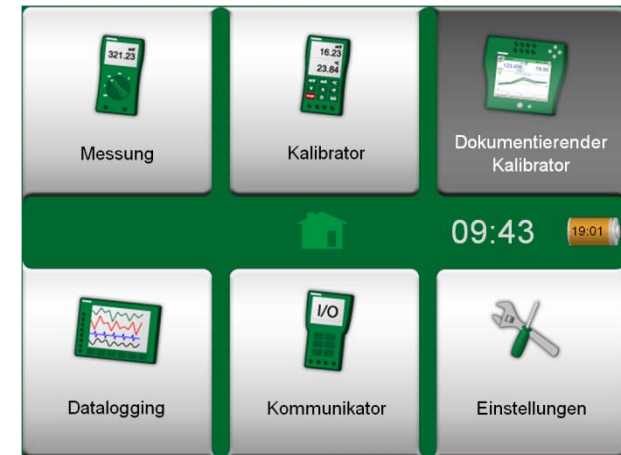 321.23
16.23
23.84
Messung
Kalibrator
Dokumentierender
Kalibrator
09:43
19:01
I/O
Datalogging
Kommunikator
Einstellungen